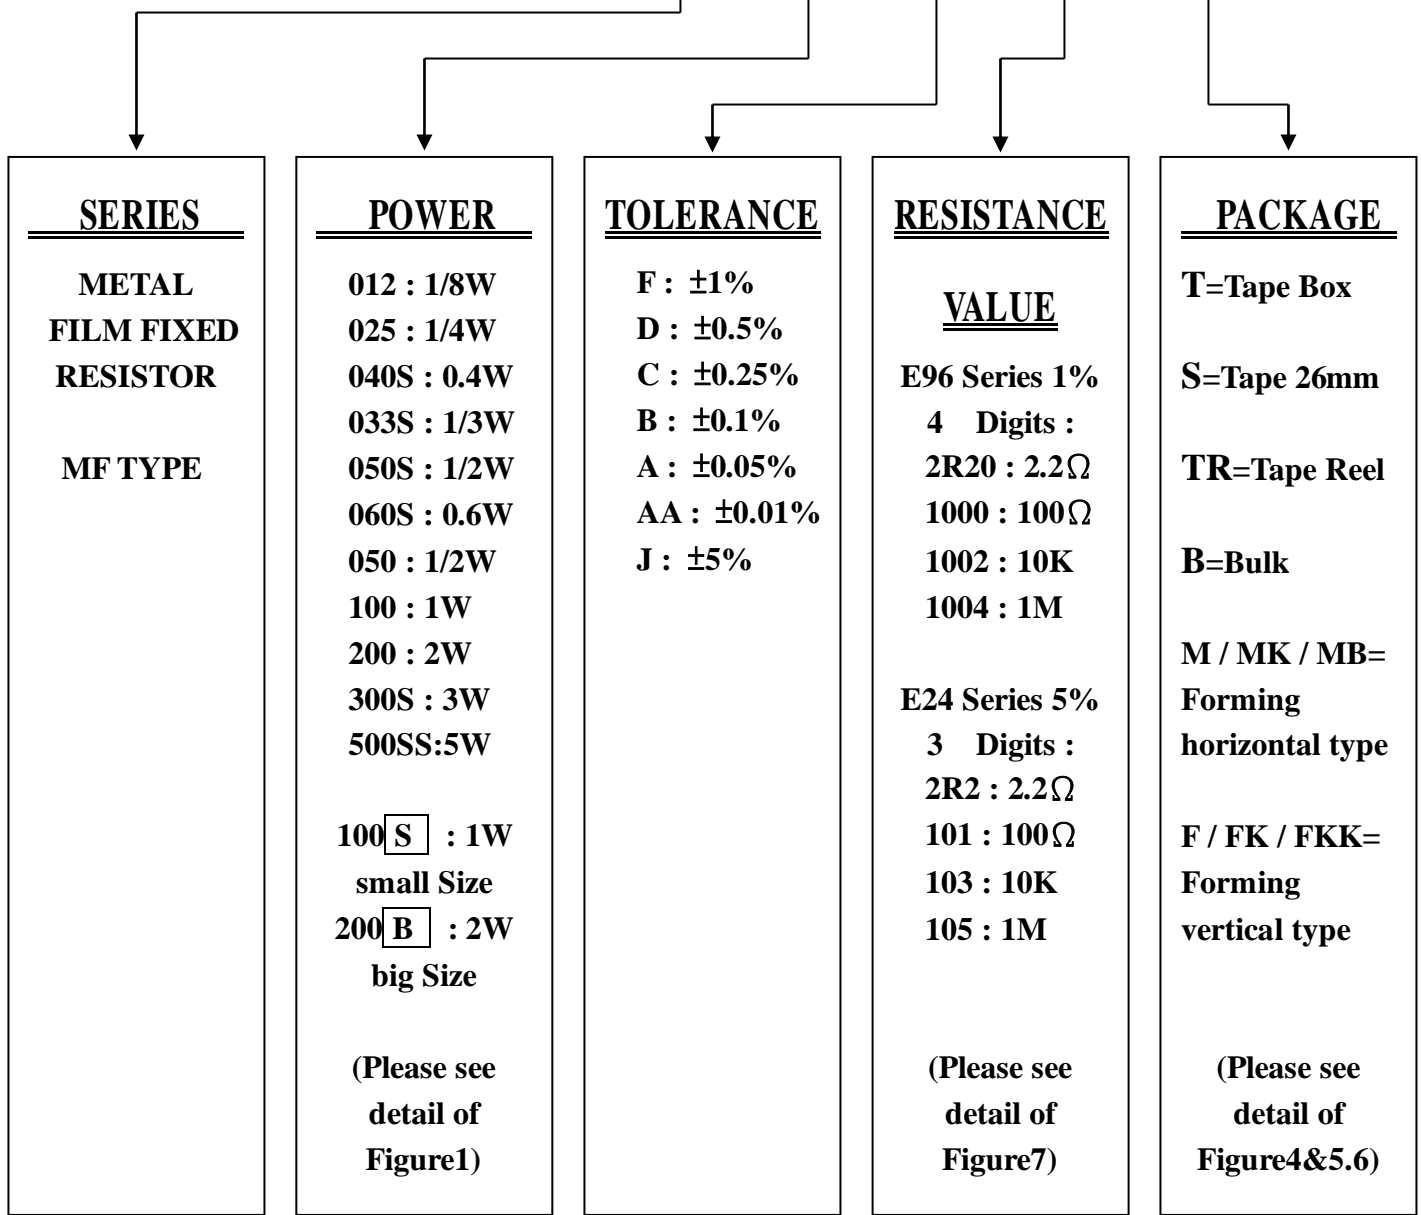 SERIES
METAL
FILM FIXED
RESISTOR
MF TYPE
POWER
012 : 1/8W
025 : 1/4W
040S : 0.4W
033S : 1/3W
050S : 1/2W
060S : 0.6W
050 : 1/2W
100 : 1W
200 : 2W
300S : 3W
500SS:5W
100 S : 1W
small Size
200 B : 2W
big Size
(Please see
detail of
Figure1)
TOLERANCE
F : ±1%
D : ±0.5%
C : ±0.25%
B : ±0.1%
A : ±0.05%
AA : ±0.01%
J : ±5%
RESISTANCE
VALUE
E96 Series 1%
4 Digits :
2R20 : 2.2Ω
1000 : 100Ω
1002 : 10K
1004 : 1M
E24 Series 5%
3 Digits :
2R2 : 2.2Ω
101 : 100Ω
103 : 10K
105 : 1M
(Please see
detail of
Figure7)
PACKAGE
T=Tape Box
S=Tape 26mm
TR=Tape Reel
B=Bulk
M / MK / MB=
Forming
horizontal type
F / FK / FKK=
Forming
vertical type
(Please see
detail of
Figure4&5.6)